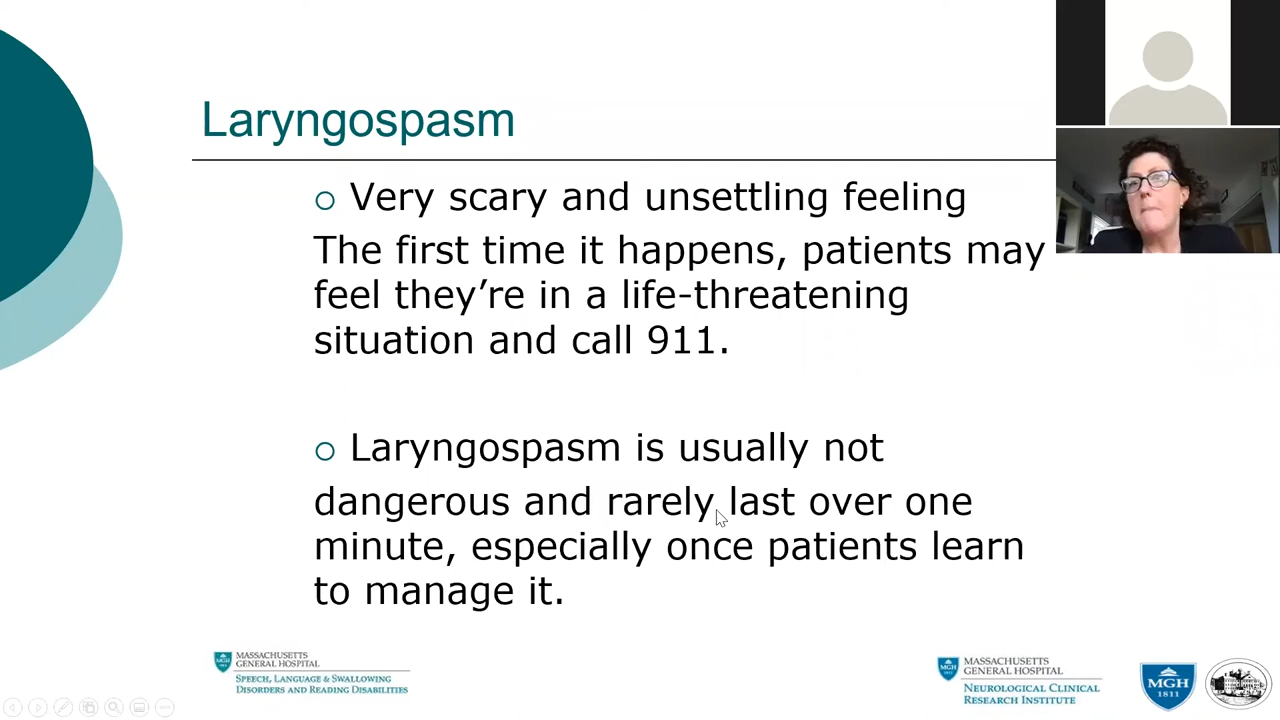 Laryngospasm
○ Very scary and unsettling feeling
The first time it happens, patients may
feel they’re in a life-threatening
situation and call 911.
○ Laryngospasm is usually not
dangerous and rarely last over one
minute, especially once patients learn
to manage it.
MASSACHUSETTS
GENERAL HOSPITAL
SPEECH, LANGUAGE & SWALLOWING
DISORDERS AND READING DISABILITIES
MGH
1811
MASSACHUSETTS
GENERAL HOSPITAL
NEUROLOGICAL CLINICAL
RESEARCH INSTITUTE
MGH
1811